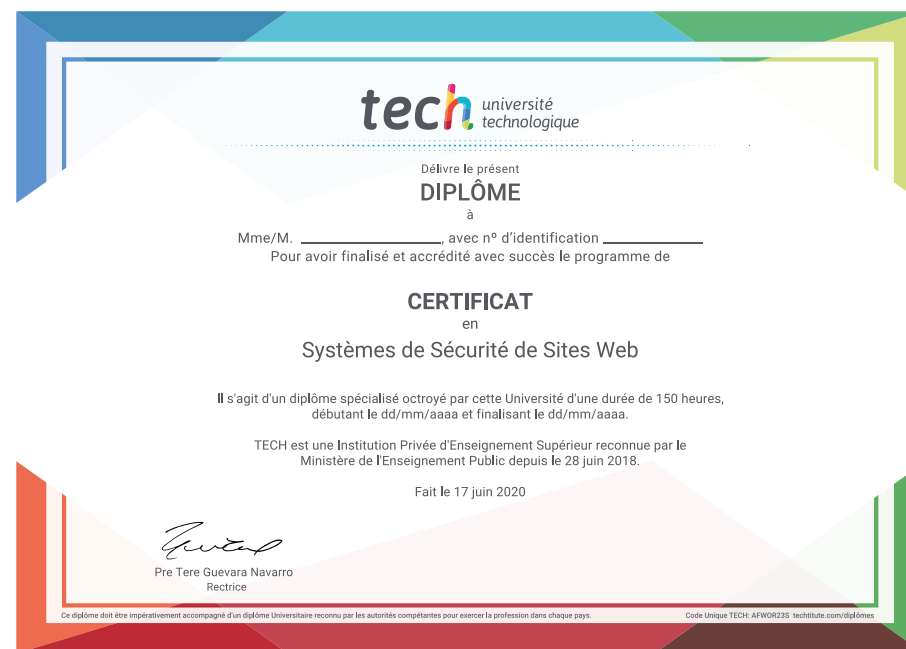 tech université
technologique
Délivre le présent
DIPLÔME
à
Mme/M. ____________________, avec nº d'identification ______________
Pour avoir finalisé et accrédité avec succès le programme de
CERTIFICAT
en
Systèmes de Sécurité de Sites Web
Il s'agit d'un diplôme spécialisé octroyé par cette Université d'une durée de 150 heures,
débutant le dd/mm/aaaa et finalisant le dd/mm/aaaa.
TECH est une Institution Privée d'Enseignement Supérieur reconnue par le
Ministère de l'Enseignement Public depuis le 28 juin 2018.
Fait le 17 juin 2020
Pre Tere Guevara Navarro
Rectrice
Ce diplôme doit être impérativement accompagné d'un diplôme Universitaire reconnu par les autorités compétentes pour exercer la profession dans chaque pays.
Code Unique TECH: AFWOR23S techtitute.com/diplômes